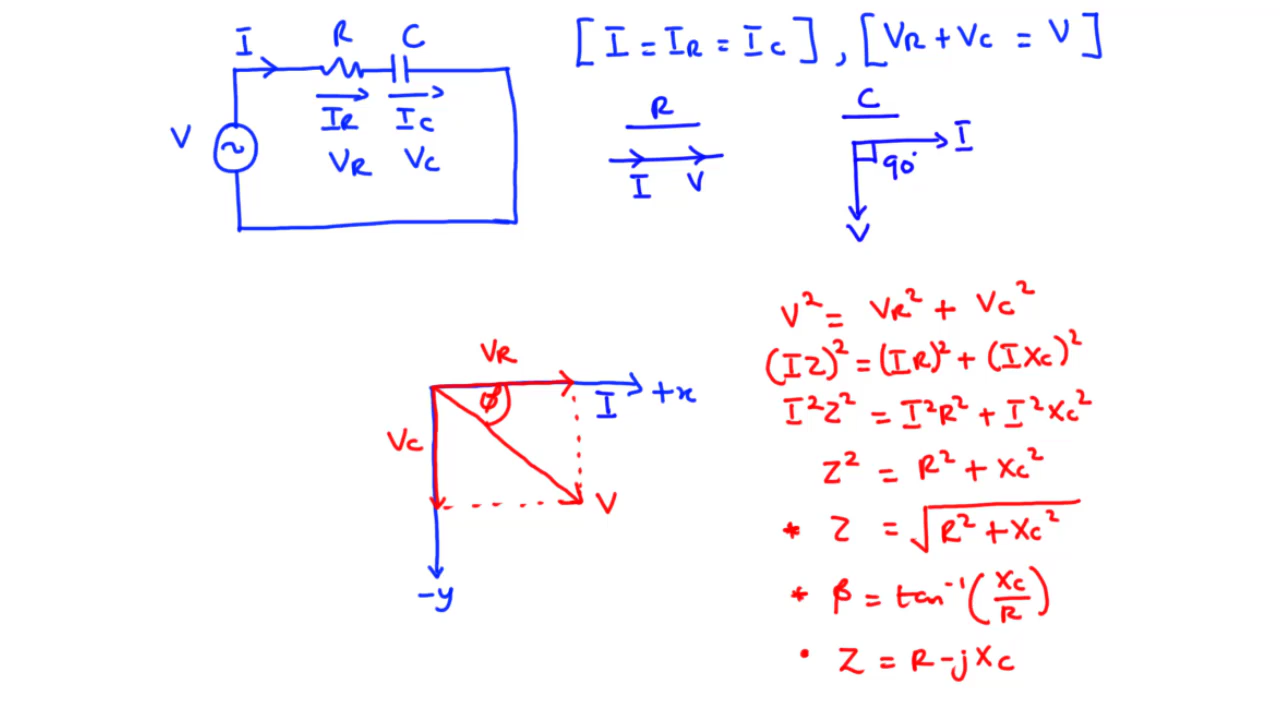 I R C
[I = IR = IC] , [VR + VC = V]
V
IR IC
VR VC
R
I V
C
I
90°
V
VR
ϕ
I +x
VC
V
-y
V² = VR² + VC²
(IZ)² = (IR)² + (IXC)²
I²Z² = I²R² + I²XC²
Z² = R² + XC²
* Z = √R² + XC²
* ϕ = tan⁻¹(XC/R)
• Z = R - jXC